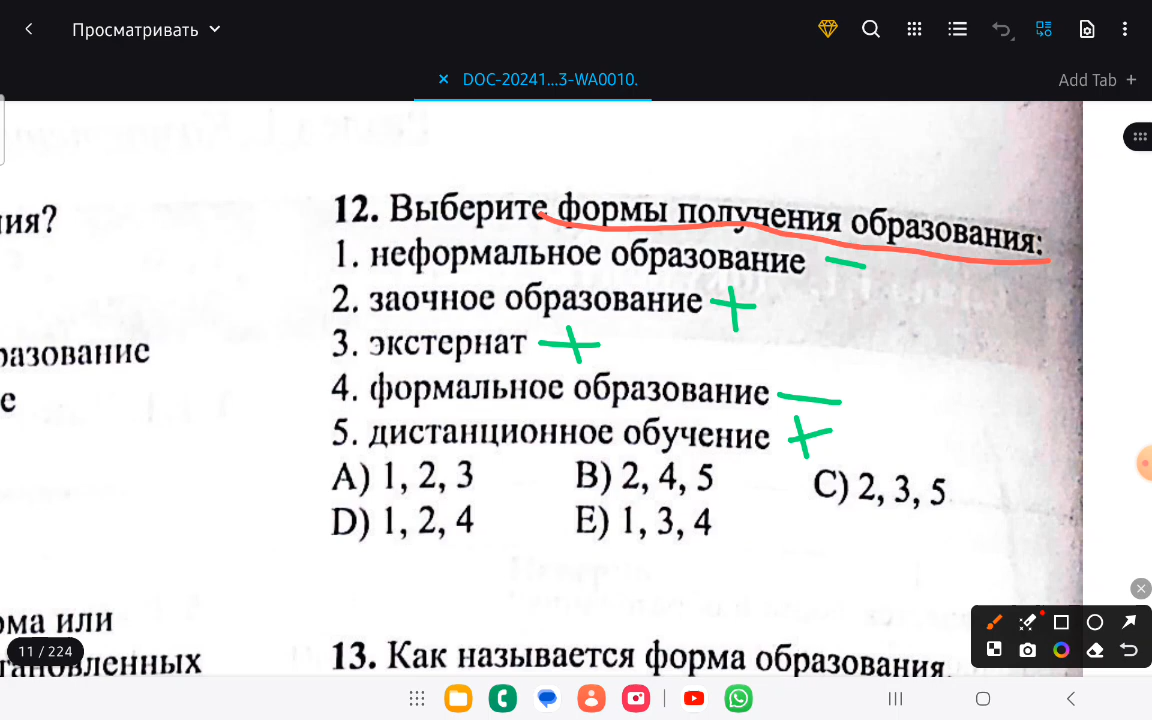 Просматривать
DOC-20241...3-WA0010.
Add Tab +
ния?
разование
е
рма или
тановленных
12. Выберите формы получения образования:
1. неформальное образование
2. заочное образование
3. экстернат
4. формальное образование
5. дистанционное обучение
A) 1, 2, 3 B) 2, 4, 5 C) 2, 3, 5
D) 1, 2, 4 E) 1, 3, 4
13. Как называется форма образования,
11 / 224